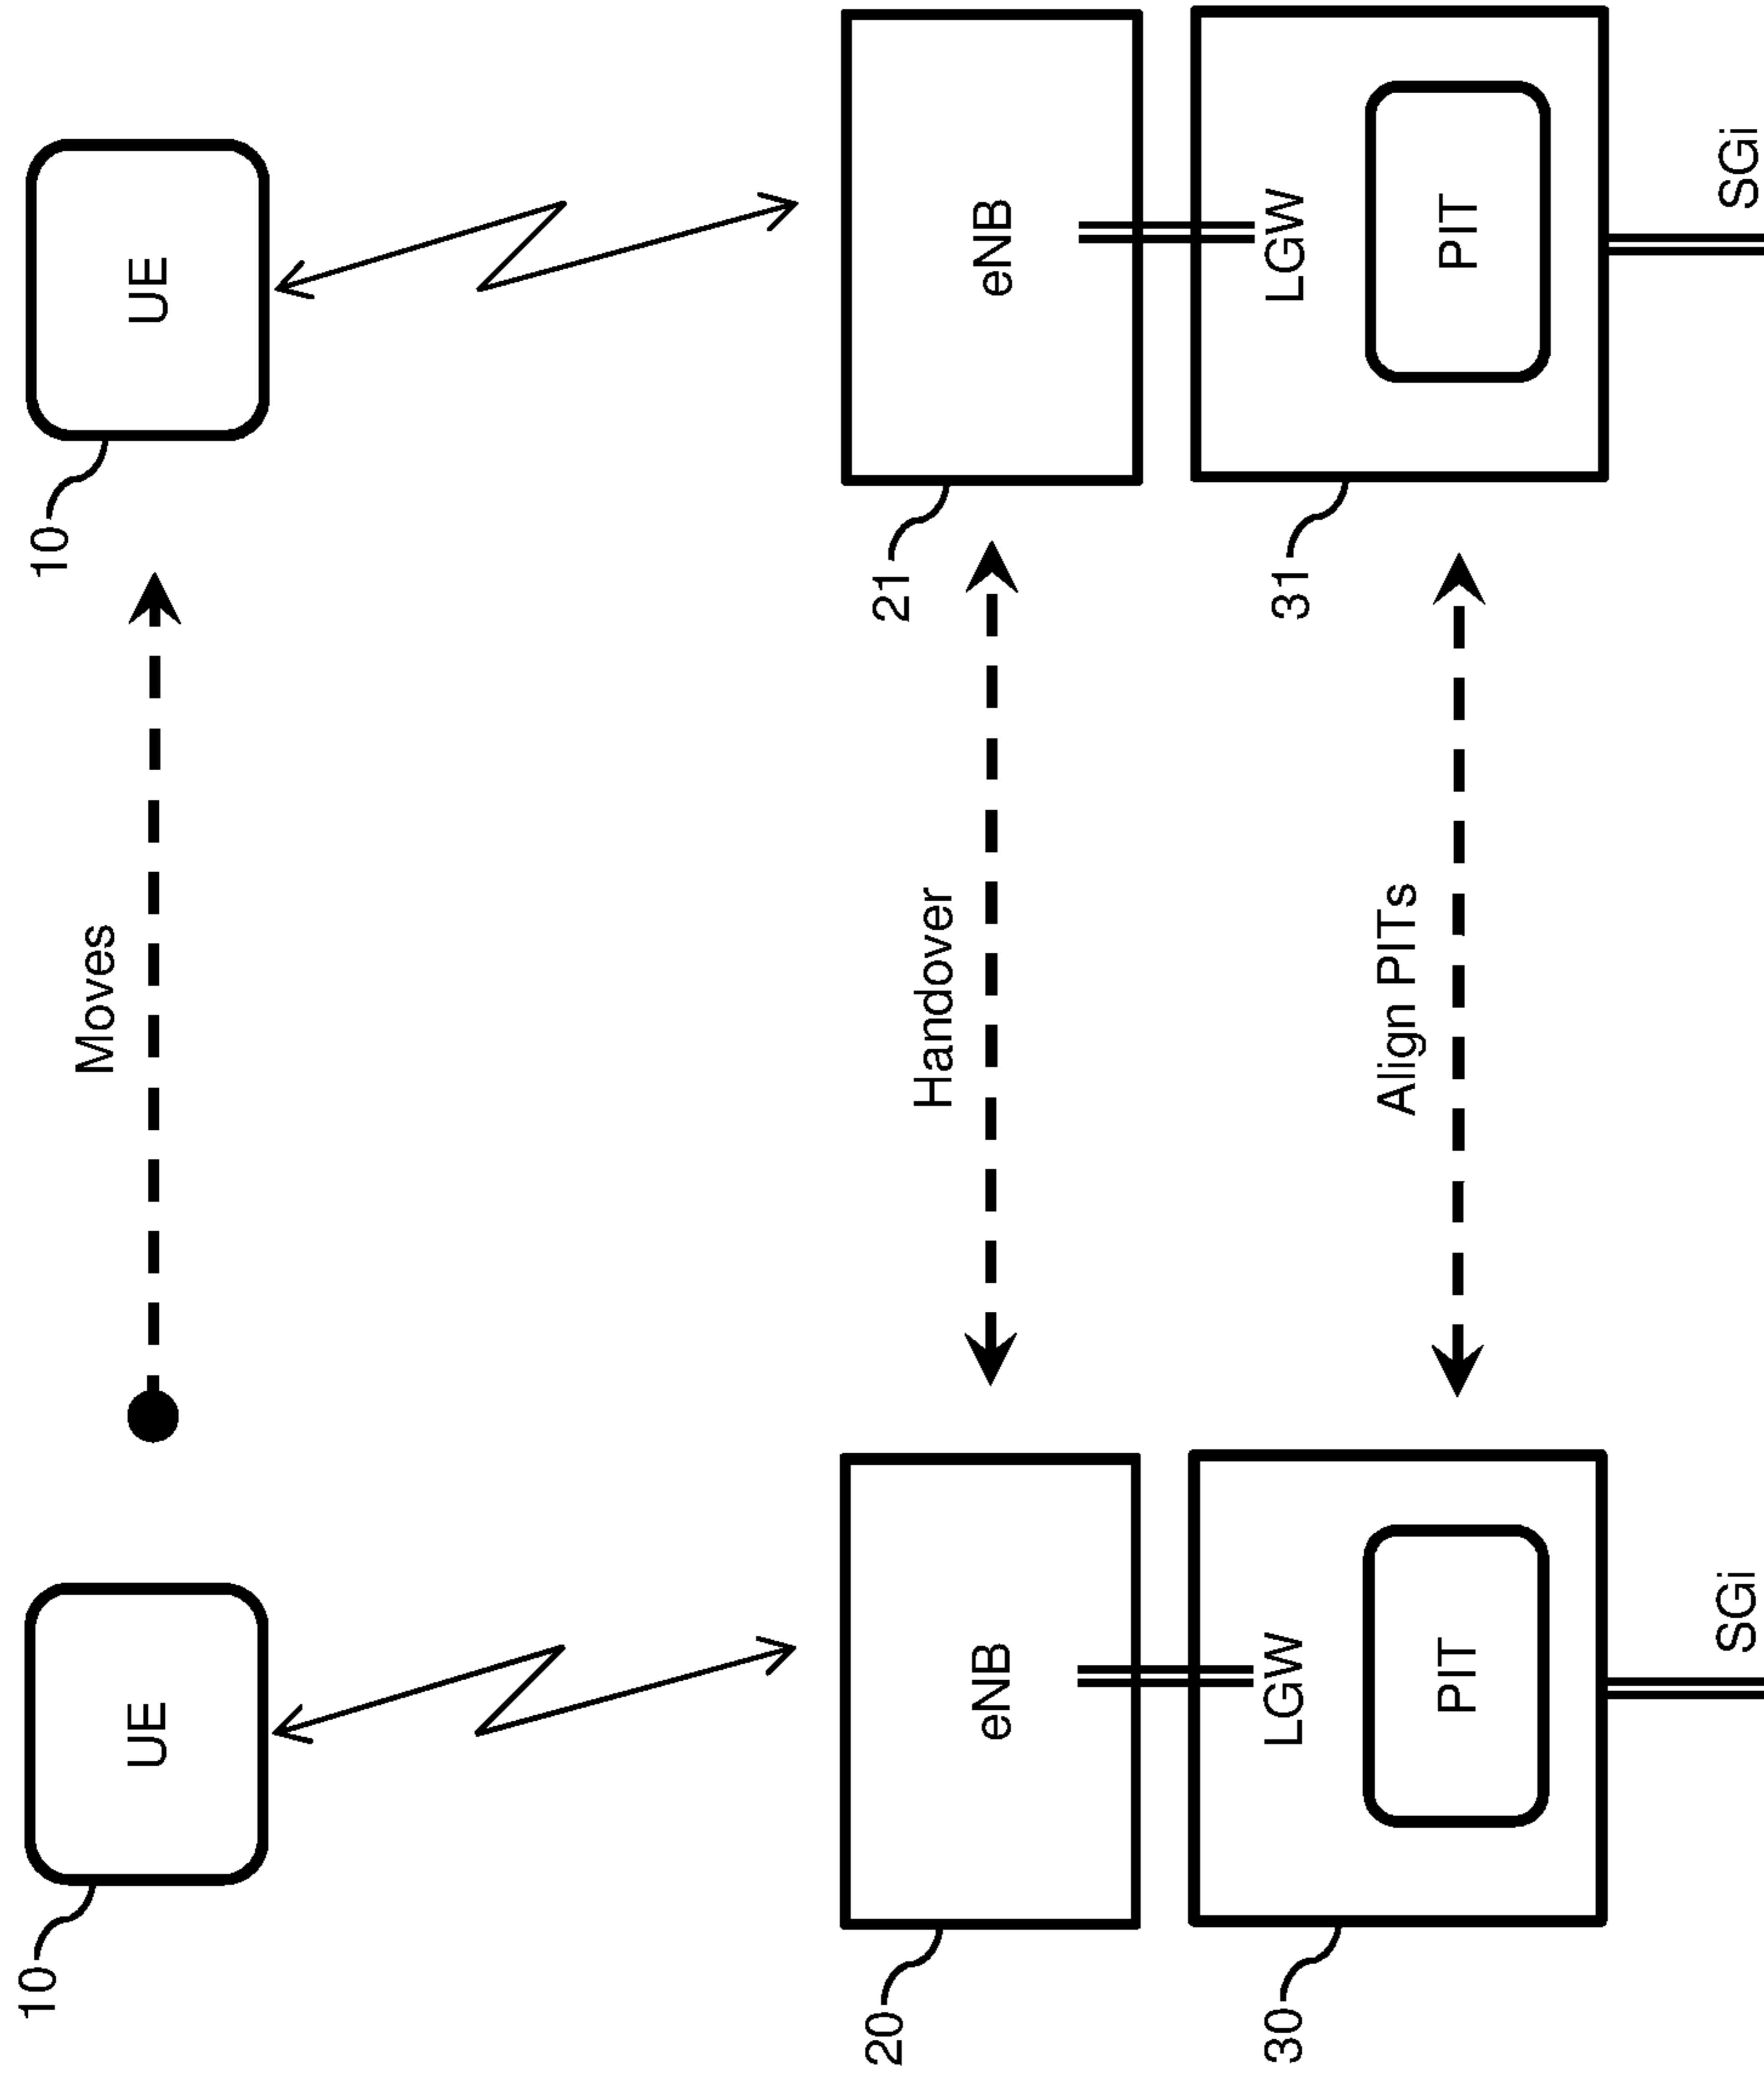 10
10
Moves
UE
UE
20
21
Handover
eNB
eNB
30
31
LGW
LGW
Align PITs
PIT
PIT
SGi
SGi